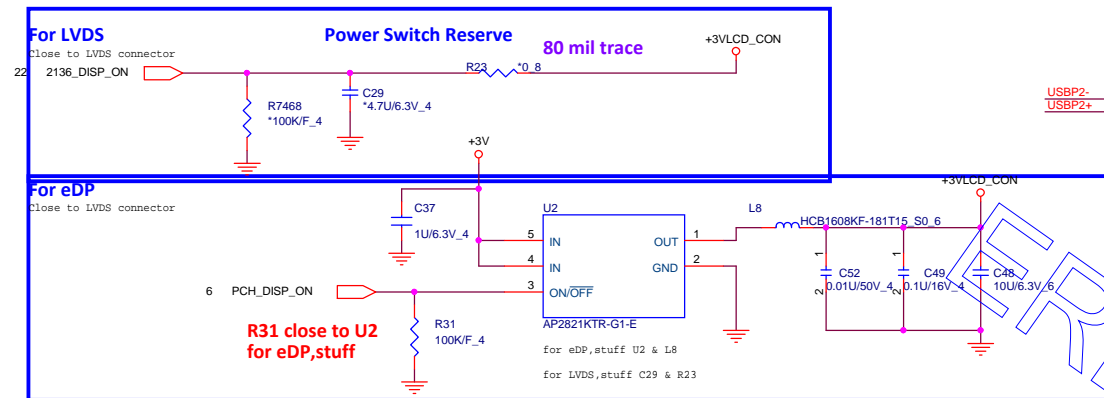 For LVDS
Power Switch Reserve
80 mil trace
+3VLCD_CON
Close to LVDS connector
22 2136_DISP_ON
R23 *0_8
C29
*4.7U/6.3V_4
R7468
*100K/F_4
USBP2-
USBP2+
+3V
For eDP
Close to LVDS connector
+3VLCD_CON
C37
1U/6.3V_4
U2
L8
HCB1608KF-181T15_S0_6
5 IN
OUT 1
4 IN
GND 2
3 ON/OFF
6 PCH_DISP_ON
1
C52
0.01U/50V_4
2
1
C49
0.1U/16V_4
2
C48
10U/6.3V_6
R31 close to U2
for eDP,stuff
R31
100K/F_4
AP2821KTR-G1-E
for eDP,stuff U2 & L8
for LVDS,stuff C29 & R23